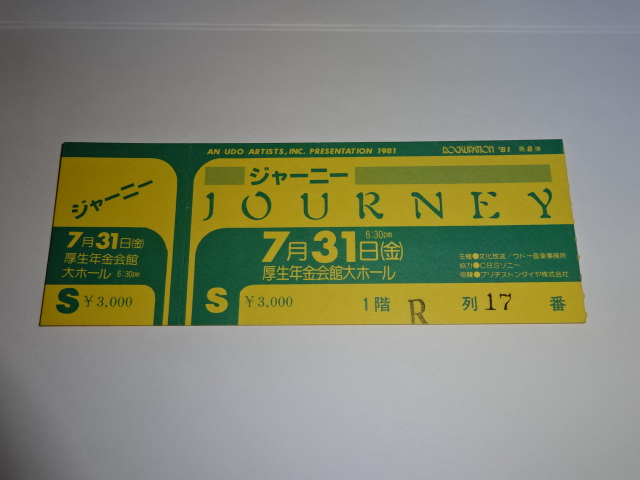 ジャーニー
7月31日(金)
厚生年金会館
大ホール 6:30pm
S ¥3,000
AN UDO ARTISTS, INC. PRESENTATION 1981
ROCKUPATION '81 第8弾
ジャーニー
JOURNEY
6:30pm
7月31日(金)
厚生年金会館大ホール
主催●文化放送/ウドー音楽事務所
協力●CBSソニー
協賛●ブリヂストンタイヤ株式会社
S ¥3,000
1階 R 列 17 番